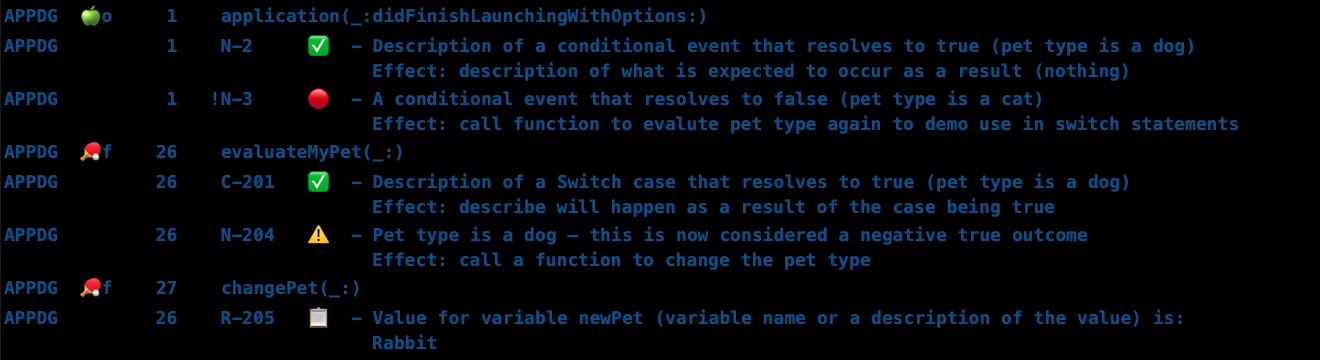 APPDG 🍏o 1 application(_:didFinishLaunchingWithOptions:)
APPDG 1 N–2 ✅ – Description of a conditional event that resolves to true (pet type is a dog)
Effect: description of what is expected to occur as a result (nothing)
APPDG 1 !N–3 🔴 – A conditional event that resolves to false (pet type is a cat)
Effect: call function to evalute pet type again to demo use in switch statements
APPDG 🏓f 26 evaluateMyPet(_:)
APPDG 26 C–201 ✅ – Description of a Switch case that resolves to true (pet type is a dog)
Effect: describe will happen as a result of the case being true
APPDG 26 N–204 ⚠️ – Pet type is a dog – this is now considered a negative true outcome
Effect: call a function to change the pet type
APPDG 🏓f 27 changePet(_:)
APPDG 26 R–205 📋 – Value for variable newPet (variable name or a description of the value) is:
Rabbit